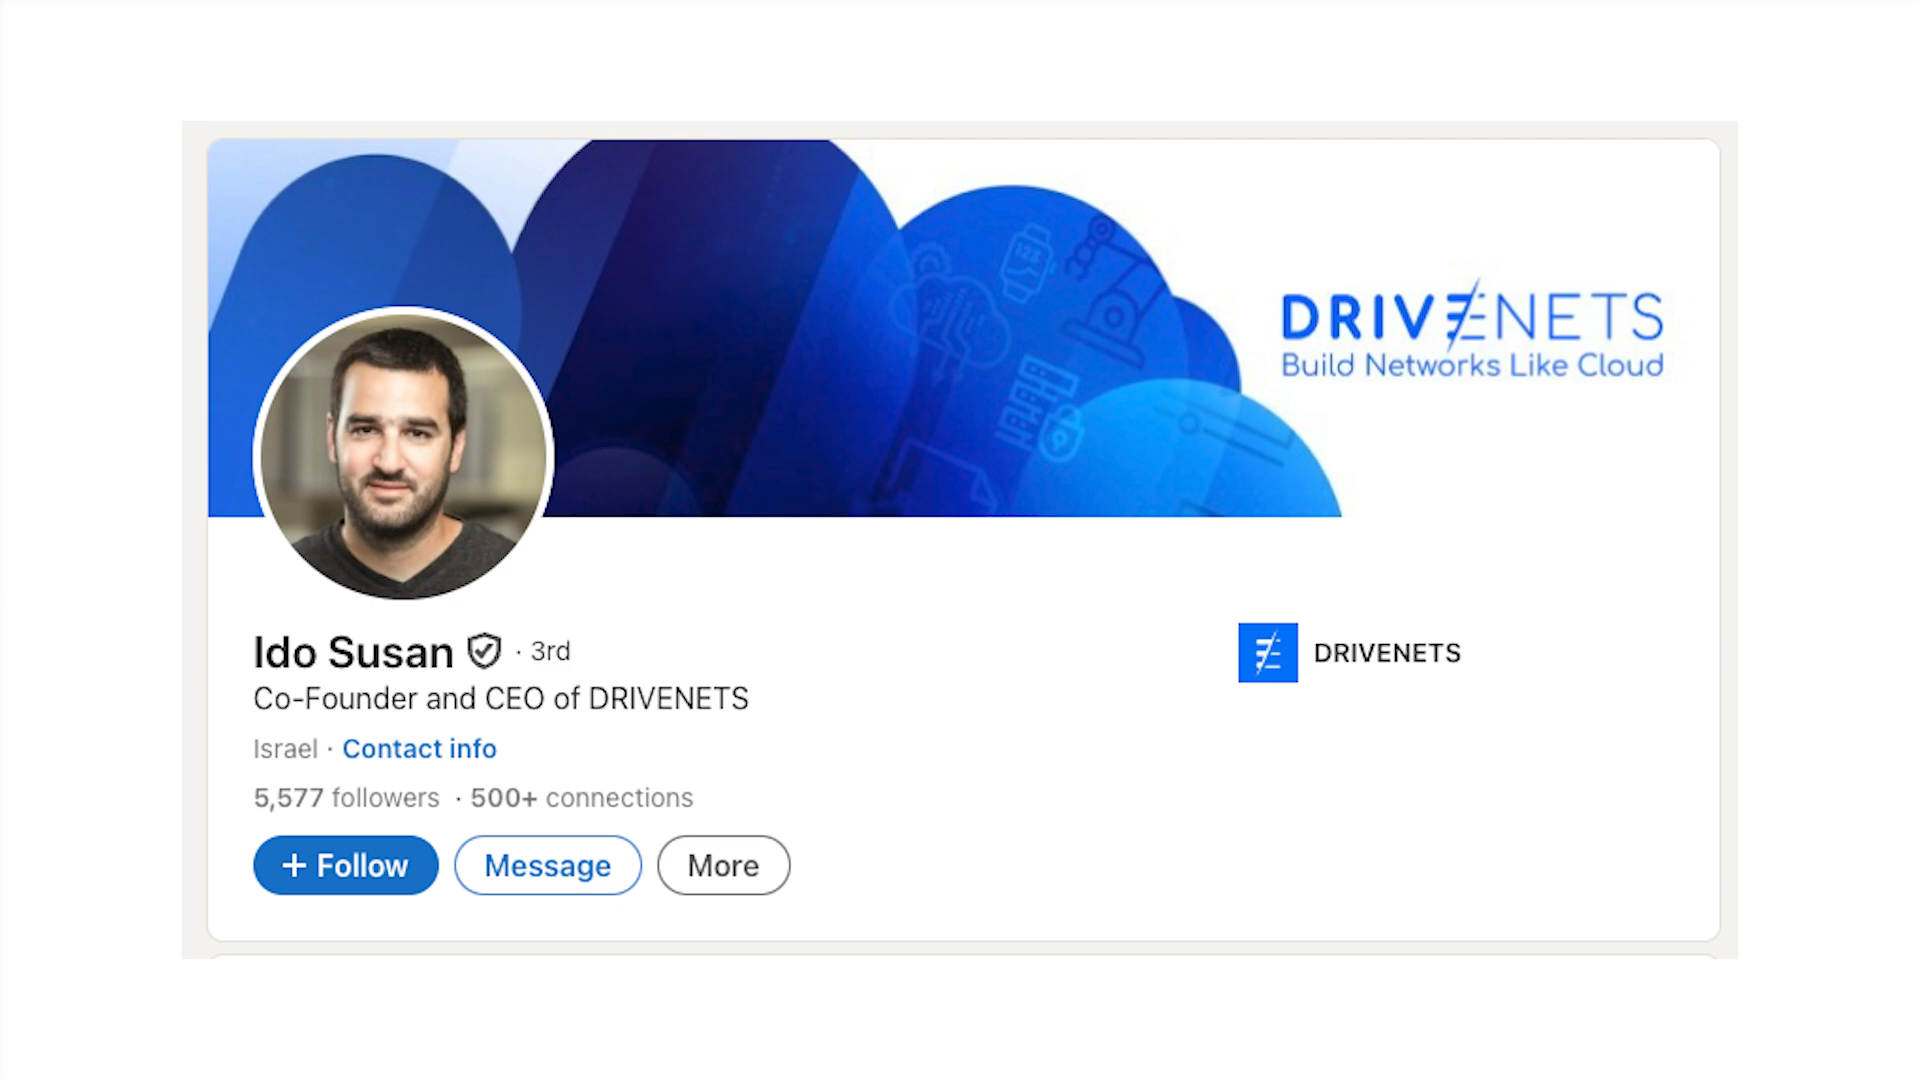 DRIVENETS
Build Networks Like Cloud
123
Ido Susan · 3rd
DRIVENETS
Co-Founder and CEO of DRIVENETS
Israel · Contact info
5,577 followers · 500+ connections
+ Follow
Message
More